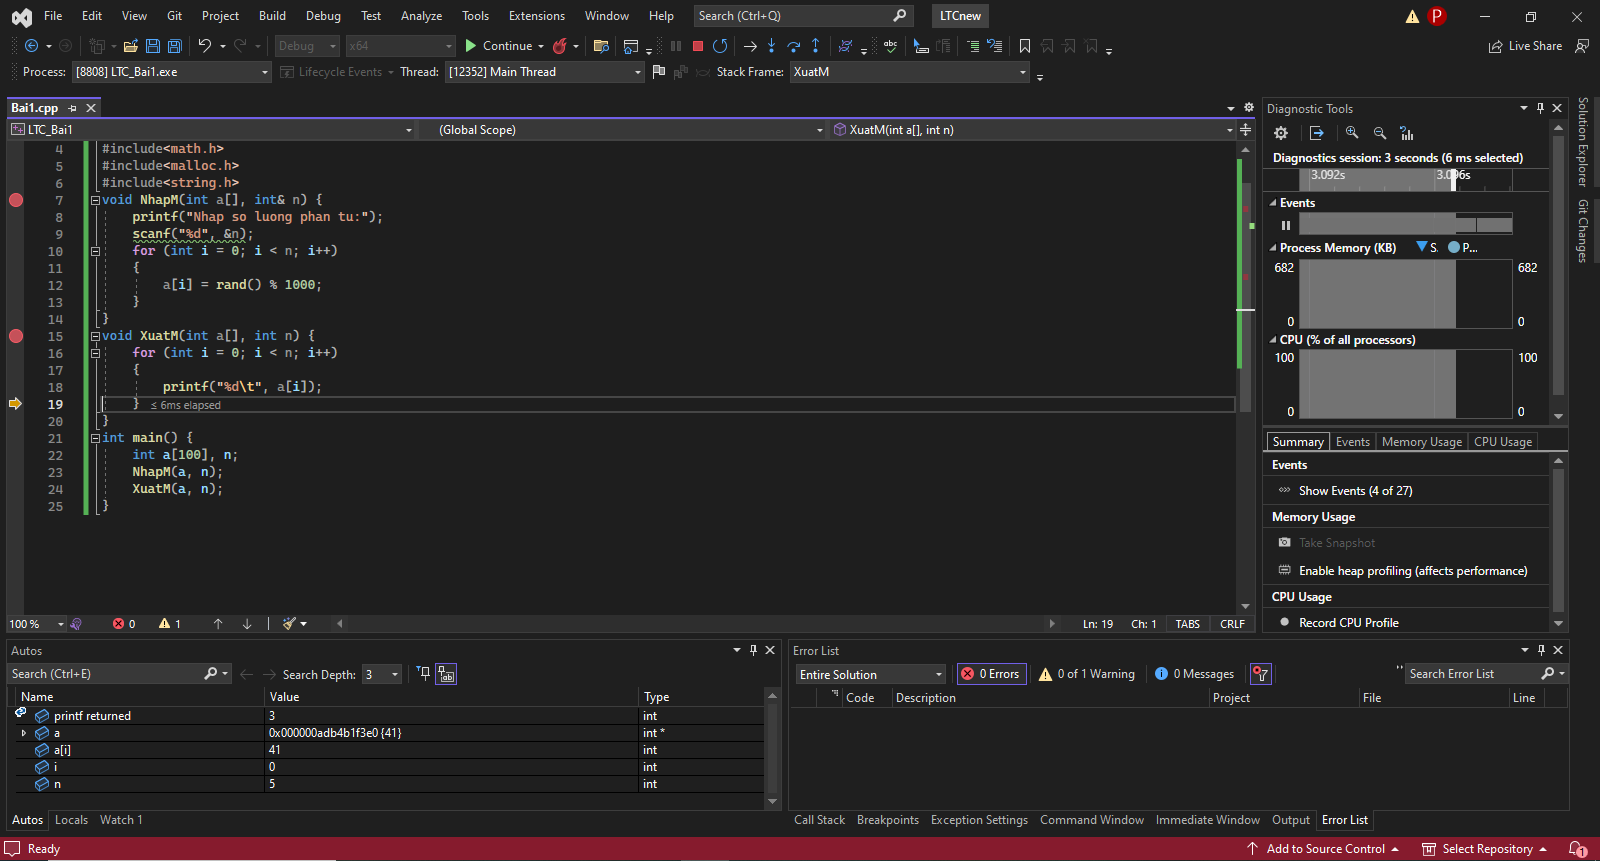 File Edit View Git Project Build Debug Test Analyze Tools Extensions Window Help Search (Ctrl+Q) LTCnew P
Debug x64 Continue Live Share
Process: [8808] LTC_Bai1.exe Lifecycle Events Thread: [12352] Main Thread Stack Frame: XuatM
Bai1.cpp
LTC_Bai1 (Global Scope) XuatM(int a[], int n)
4 #include<math.h>
5 #include<malloc.h>
6 #include<string.h>
7 void NhapM(int a[], int& n) {
8 printf("Nhap so luong phan tu:");
9 scanf("%d", &n);
10 for (int i = 0; i < n; i++)
11 {
12 a[i] = rand() % 1000;
13 }
14 }
15 void XuatM(int a[], int n) {
16 for (int i = 0; i < n; i++)
17 {
18 printf("%d\t", a[i]);
19 } ≤ 6ms elapsed
20 }
21 int main() {
22 int a[100], n;
23 NhapM(a, n);
24 XuatM(a, n);
25 }
100 % 0 1 Ln: 19 Ch: 1 TABS CRLF
Diagnostic Tools
Diagnostics session: 3 seconds (6 ms selected)
3.092s 3.096s
Events
Process Memory (KB) S. P...
682 682
0 0
CPU (% of all processors)
100 100
0 0
Summary Events Memory Usage CPU Usage
Events
Show Events (4 of 27)
Memory Usage
Take Snapshot
Enable heap profiling (affects performance)
CPU Usage
Record CPU Profile
Solution Explorer
Git Changes
Autos
Search (Ctrl+E) Search Depth: 3
Name Value Type
printf returned 3 int
a 0x000000adb4b1f3e0 {41} int *
a[i] 41 int
i 0 int
n 5 int
Autos Locals Watch 1
Error List
Entire Solution 0 Errors 0 of 1 Warning 0 Messages Search Error List
Code Description Project File Line
Call Stack Breakpoints Exception Settings Command Window Immediate Window Output Error List
Ready Add to Source Control Select Repository 1